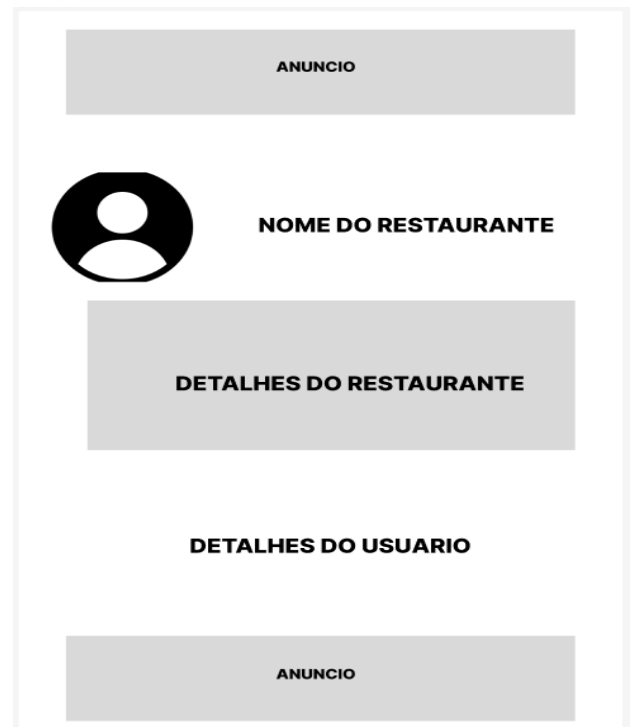 ANUNCIO
NOME DO RESTAURANTE
DETALHES DO RESTAURANTE
DETALHES DO USUARIO
ANUNCIO